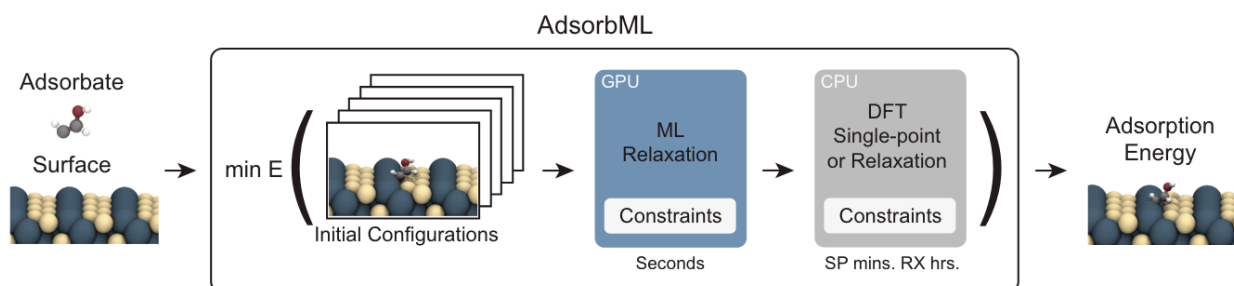 AdsorbML
Adsorbate
Surface
min E
(
Initial Configurations
GPU
ML
Relaxation
Constraints
Seconds
CPU
DFT
Single-point
or Relaxation
Constraints
SP mins. RX hrs.
)
Adsorption
Energy